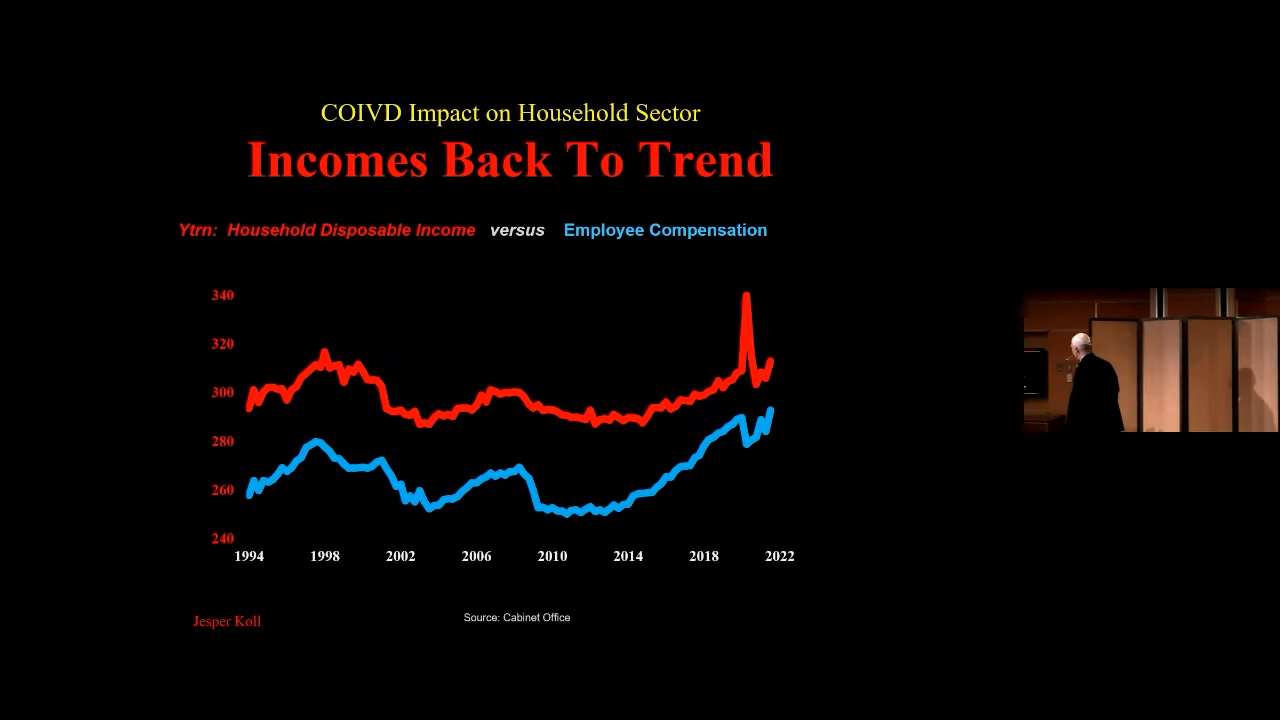 COIVD Impact on Household Sector
Incomes Back To Trend
Ytrn: Household Disposable Income versus Employee Compensation
340
320
300
280
260
240
1994 1998 2002 2006 2010 2014 2018 2022
Jesper Koll
Source: Cabinet Office